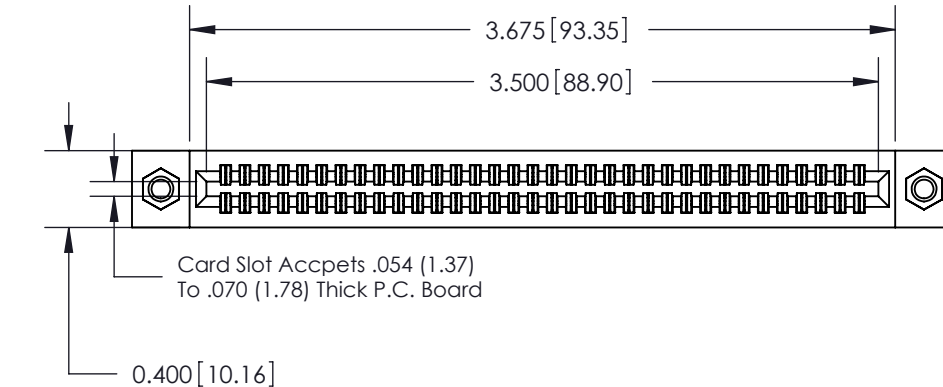 3.675[93.35]
3.500[88.90]
Card Slot Accpets .054 (1.37)
To .070 (1.78) Thick P.C. Board
0.400[10.16]